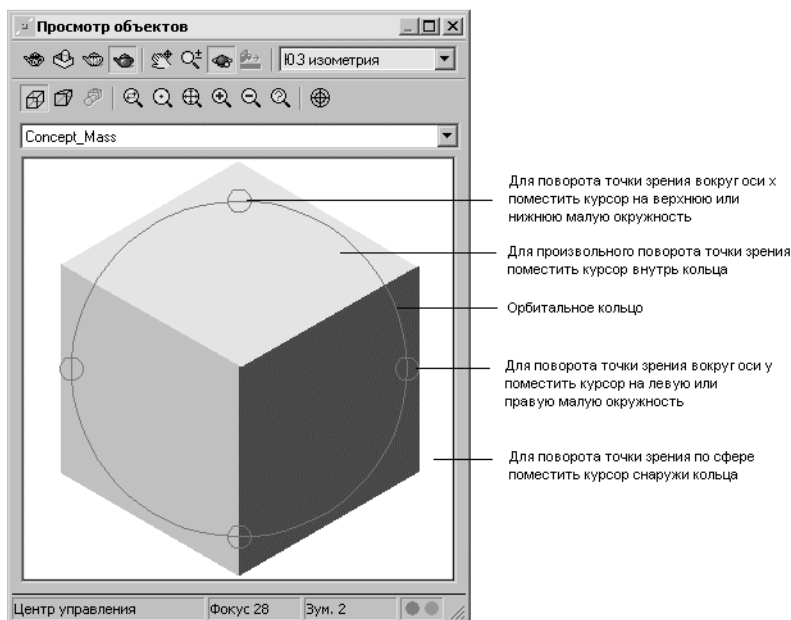 Просмотр объектов
ЮЗ изометрия
Concept_Mass
Для поворота точки зрения вокруг оси x
поместить курсор на верхнюю или
нижнюю малую окружность
Для произвольного поворота точки зрения
поместить курсор внутрь кольца
Орбитальное кольцо
Для поворота точки зрения вокруг оси y
поместить курсор на левую или
правую малую окружность
Для поворота точки зрения по сфере
поместить курсор снаружи кольца
Центр управления
Фокус 28
Зум. 2